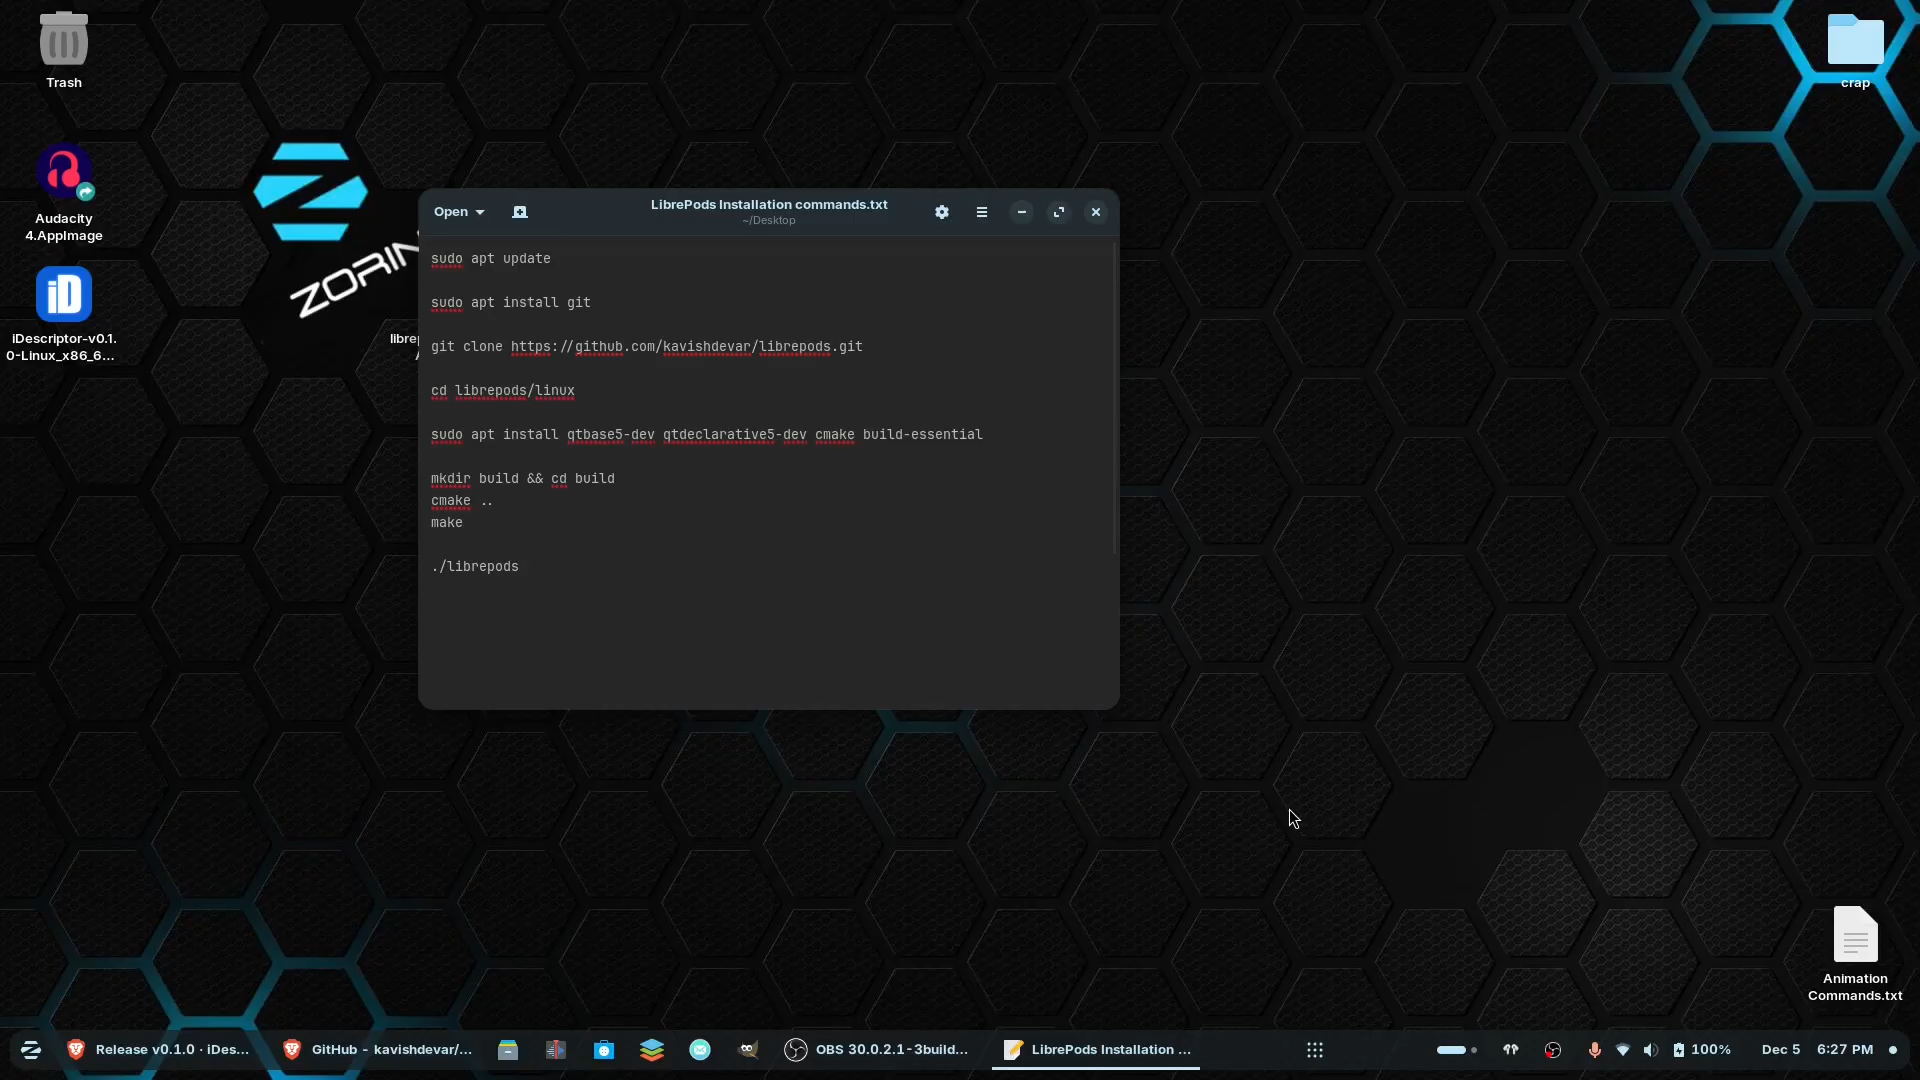 Trash
crap
Audacity
4.AppImage
iDescriptor-v0.1.
0-Linux_x86_6...
ZORIN
Open
LibrePods Installation commands.txt
~/Desktop
sudo apt update
sudo apt install git
git clone https://github.com/kavishdevar/librepods.git
cd librepods/linux
sudo apt install qtbase5-dev qtdeclarative5-dev cmake build-essential
mkdir build && cd build
cmake ..
make
./librepods
Animation
Commands.txt
Release v0.1.0 · iDes...
GitHub - kavishdevar/...
OBS 30.0.2.1-3build...
LibrePods Installation ...
100%
Dec 5
6:27 PM